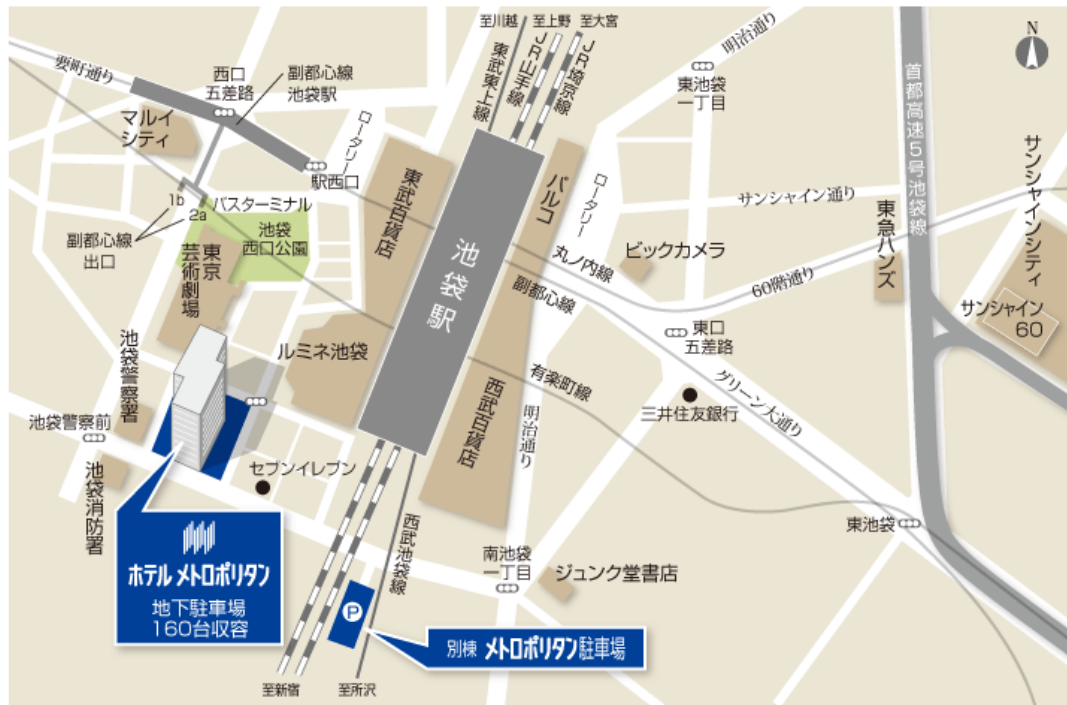 至川越
至上野
至大宮
N
要町通り
西口
五差路
副都心線
池袋駅
東武東上線
JR山手線
JR埼京線
明治通り
東池袋
一丁目
首都高速5号池袋線
マルイ
シティ
ロータリー
駅西口
東武百貨店
パルコ
ロータリー
サンシャイン通り
サンシャインシティ
1b
2a
バスターミナル
副都心線
出口
池袋
西口公園
東京
芸術劇場
池袋駅
丸ノ内線
副都心線
ビックカメラ
60階通り
東急ハンズ
サンシャイン
60
池袋警察署
ルミネ池袋
東口
五差路
有楽町線
グリーン大通り
三井住友銀行
池袋警察前
西武百貨店
明治通り
セブンイレブン
池袋消防署
西武池袋線
東池袋
南池袋
一丁目
ジュンク堂書店
ホテル メトロポリタン
地下駐車場
160台収容
P
別棟 メトロポリタン駐車場
至新宿
至所沢